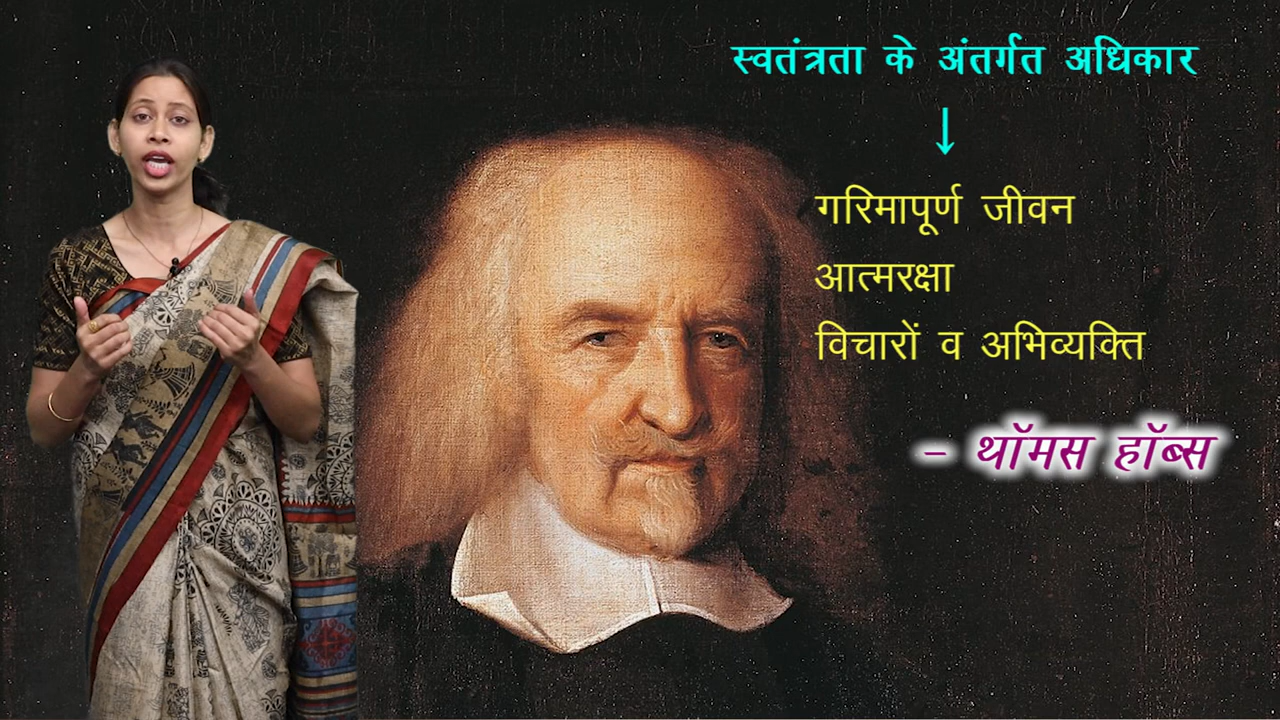 स्वतंत्रता के अंतर्गत अधिकार
↓
गरिमापूर्ण जीवन
आत्मरक्षा
विचारों व अभिव्यक्ति
– थॉमस हॉब्स